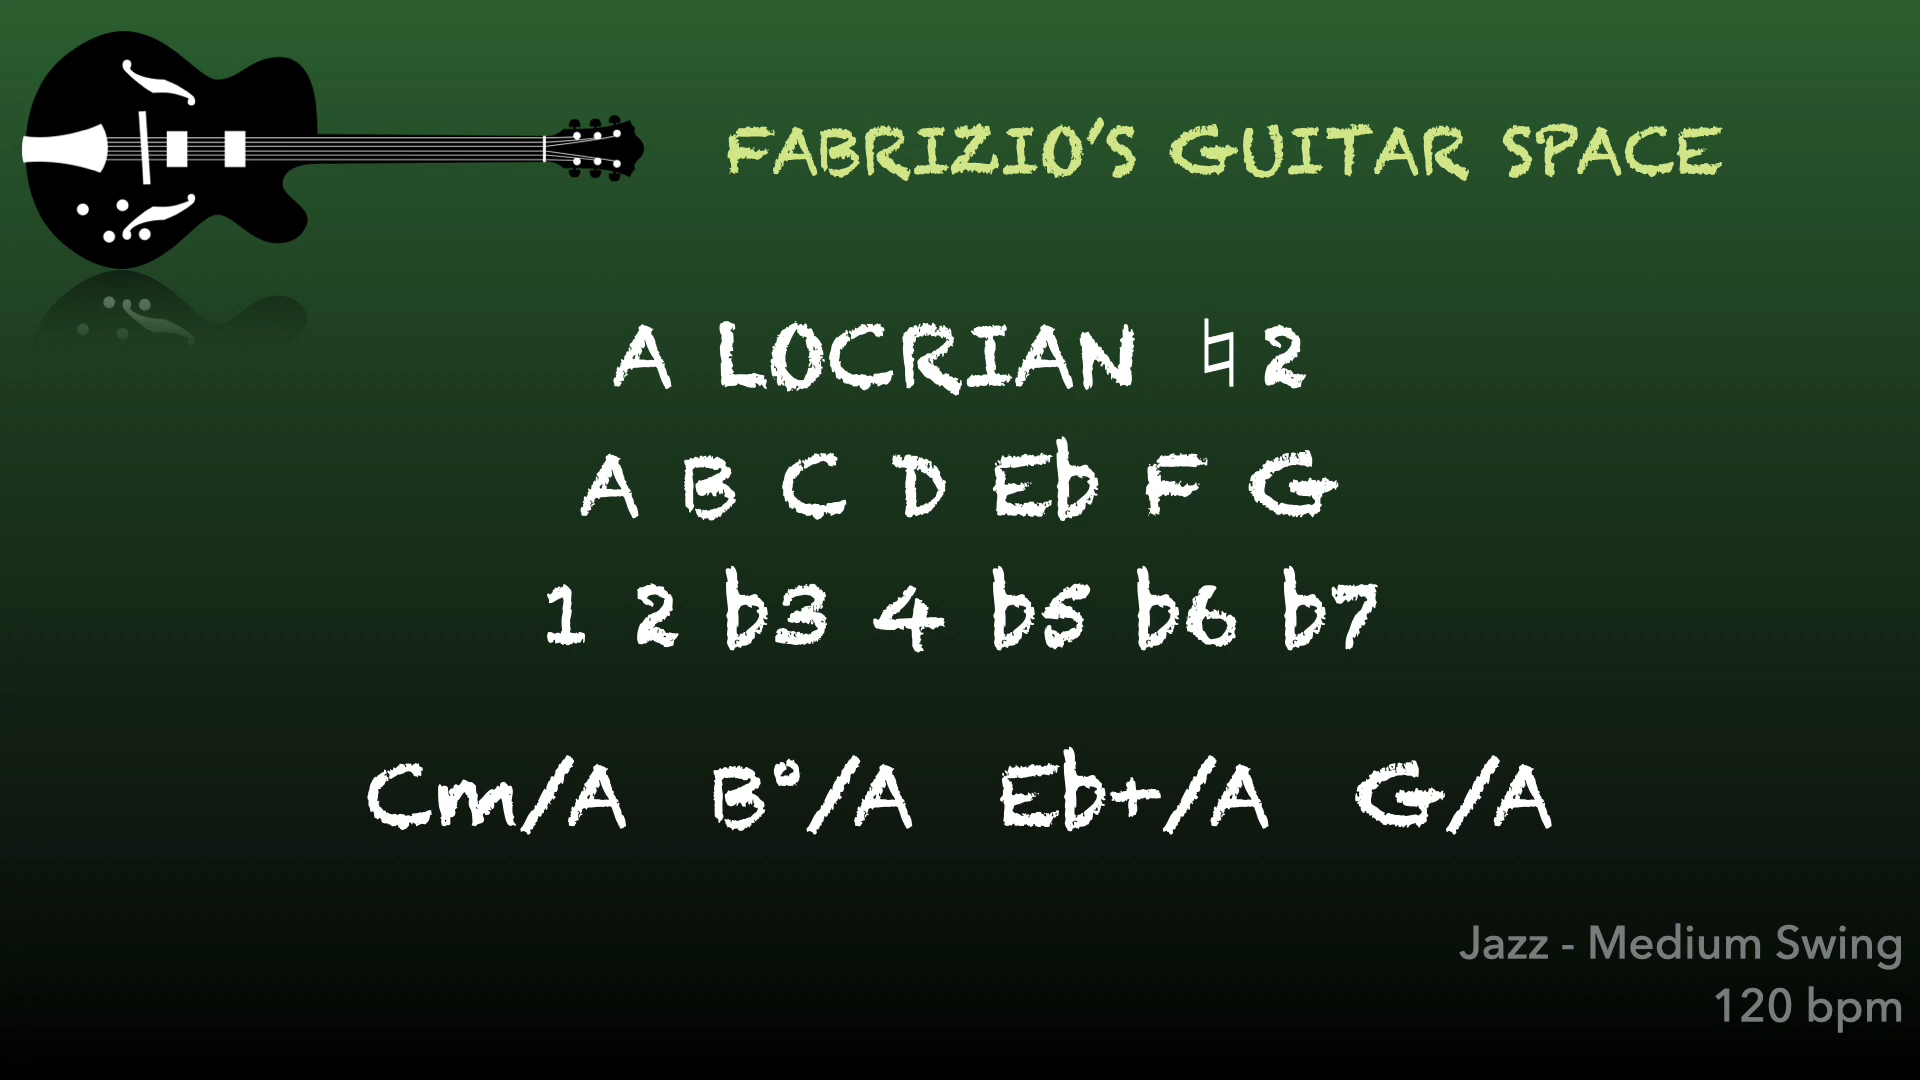 FABRIZIO'S GUITAR SPACE
A LOCRIAN ♮2
A B C D Eb F G
1 2 b3 4 b5 b6 b7
Cm/A B°/A Eb+/A G/A
Jazz - Medium Swing
120 bpm